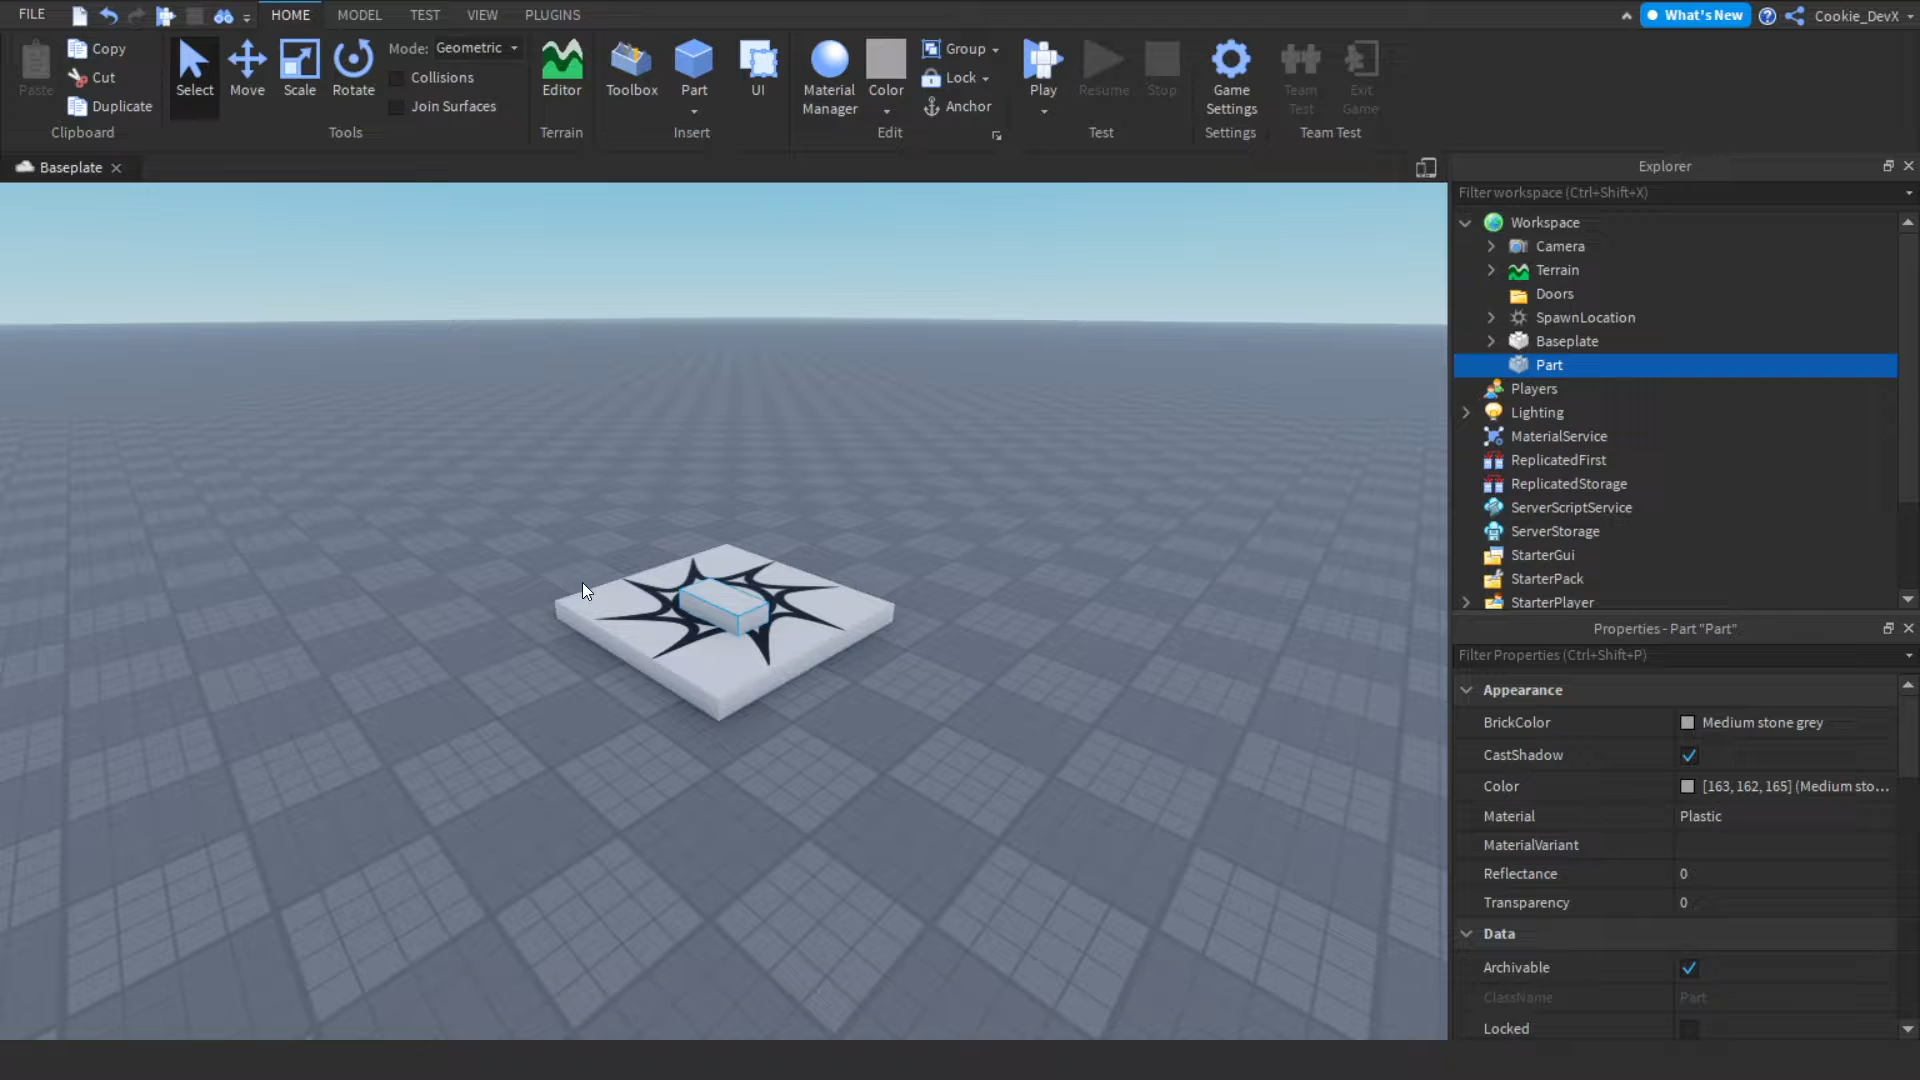 FILE HOME MODEL TEST VIEW PLUGINS What's New Cookie_DevX
Paste Copy Cut Duplicate Clipboard
Select Move Scale Rotate Mode: Geometric Collisions Join Surfaces Tools
Editor Terrain
Toolbox Part UI Insert
Material Manager Color Group Lock Anchor Edit
Play Resume Stop Test
Game Settings Settings
Team Test Exit Game Team Test
Baseplate
Explorer
Filter workspace (Ctrl+Shift+X)
Workspace
Camera
Terrain
Doors
SpawnLocation
Baseplate
Part
Players
Lighting
MaterialService
ReplicatedFirst
ReplicatedStorage
ServerScriptService
ServerStorage
StarterGui
StarterPack
StarterPlayer
Properties - Part "Part"
Filter Properties (Ctrl+Shift+P)
Appearance
BrickColor Medium stone grey
CastShadow
Color [163, 162, 165] (Medium sto...
Material Plastic
MaterialVariant
Reflectance 0
Transparency 0
Data
Archivable
ClassName Part
Locked